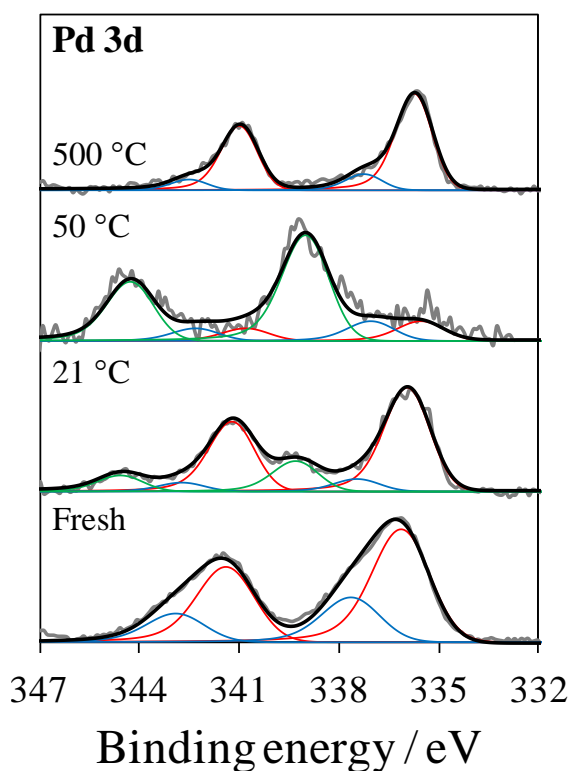 Pd 3d
500 °C
50 °C
21 °C
Fresh
347 344 341 338 335 332
Binding energy / eV